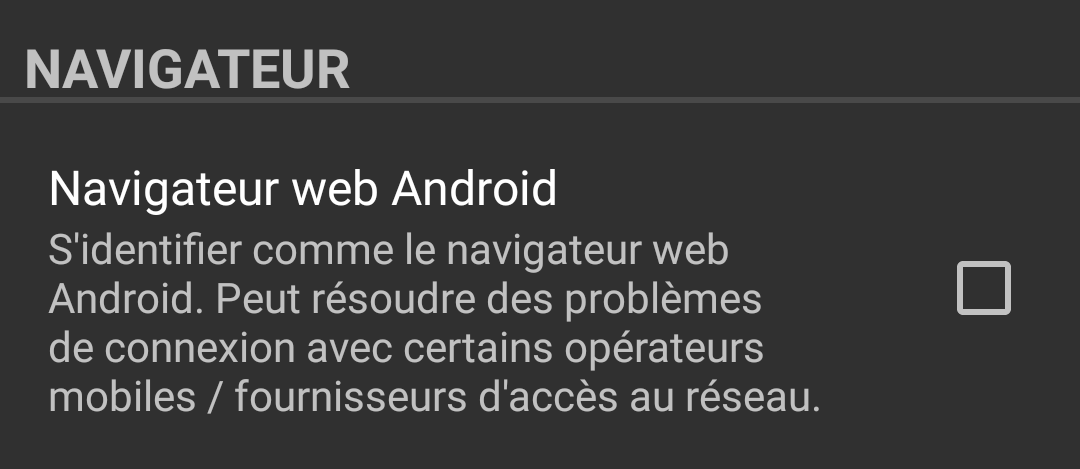 NAVIGATEUR
Navigateur web Android
S'identifier comme le navigateur web
Android. Peut résoudre des problèmes
de connexion avec certains opérateurs
mobiles / fournisseurs d'accès au réseau.